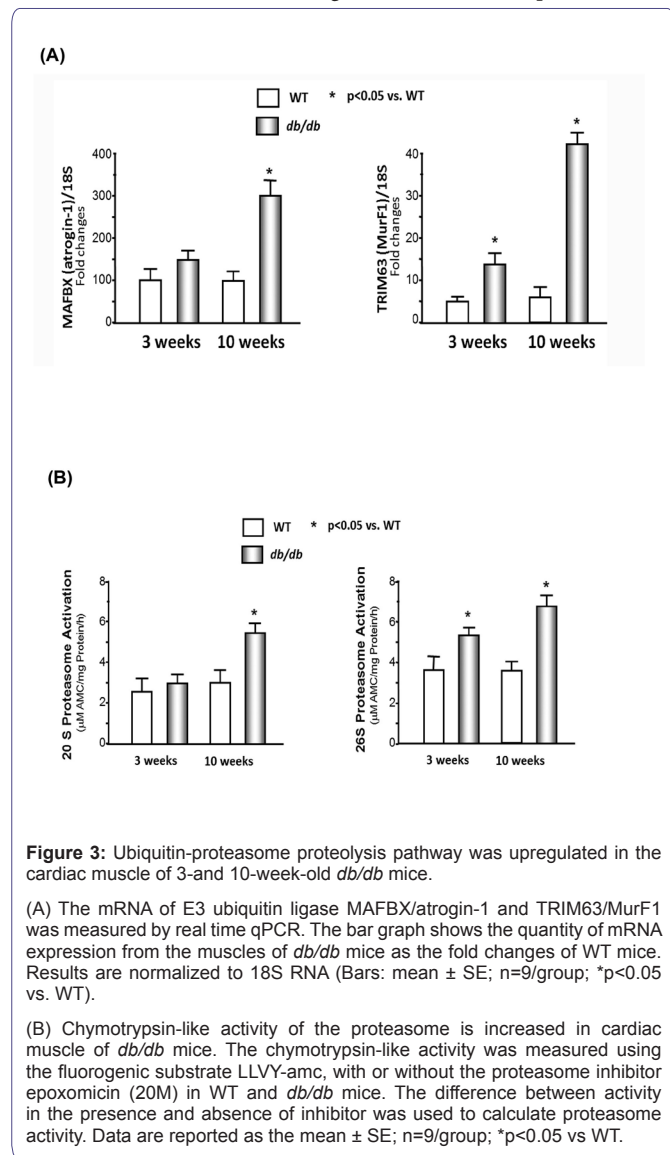 (A)
WT * p<0.05 vs. WT
db/db
MAFBX (atrogin-1)/18S
Fold changes
400
300
200
100
0
*
3 weeks 10 weeks
TRIM63 (MurF1)/18S
Fold changes
40
30
20
10
0
*
*
3 weeks 10 weeks
(B)
WT * p<0.05 vs. WT
db/db
20 S Proteasome Activation
(µM AMC/mg Protein/h)
8
6
4
2
0
*
3 weeks 10 weeks
26S Proteasome Activation
(µM AMC/mg Protein/h)
8
6
4
2
0
*
*
3 weeks 10 weeks
Figure 3: Ubiquitin-proteasome proteolysis pathway was upregulated in the
cardiac muscle of 3-and 10-week-old db/db mice.
(A) The mRNA of E3 ubiquitin ligase MAFBX/atrogin-1 and TRIM63/MurF1
was measured by real time qPCR. The bar graph shows the quantity of mRNA
expression from the muscles of db/db mice as the fold changes of WT mice.
Results are normalized to 18S RNA (Bars: mean ± SE; n=9/group; *p<0.05
vs. WT).
(B) Chymotrypsin-like activity of the proteasome is increased in cardiac
muscle of db/db mice. The chymotrypsin-like activity was measured using
the fluorogenic substrate LLVY-amc, with or without the proteasome inhibitor
epoxomicin (20M) in WT and db/db mice. The difference between activity
in the presence and absence of inhibitor was used to calculate proteasome
activity. Data are reported as the mean ± SE; n=9/group; *p<0.05 vs WT.